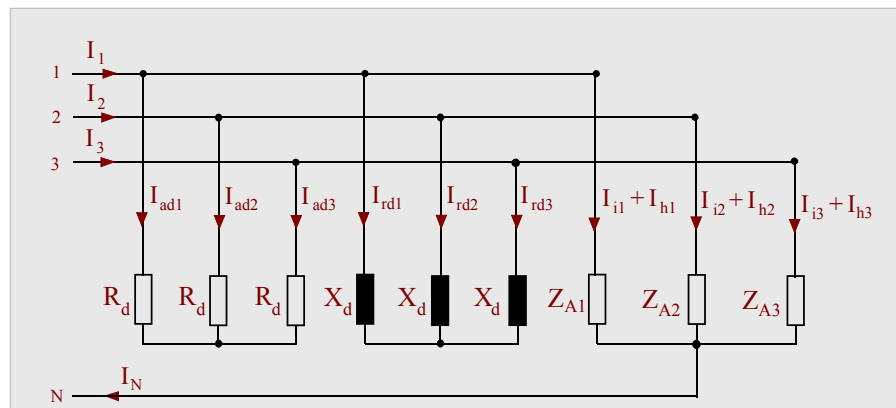 I1
1
I2
2
I3
3
Iad1 Iad2 Iad3 Ird1 Ird2 Ird3 Ii1 + Ih1 Ii2 + Ih2 Ii3 + Ih3
Rd Rd Rd Xd Xd Xd ZA1 ZA2 ZA3
IN
N